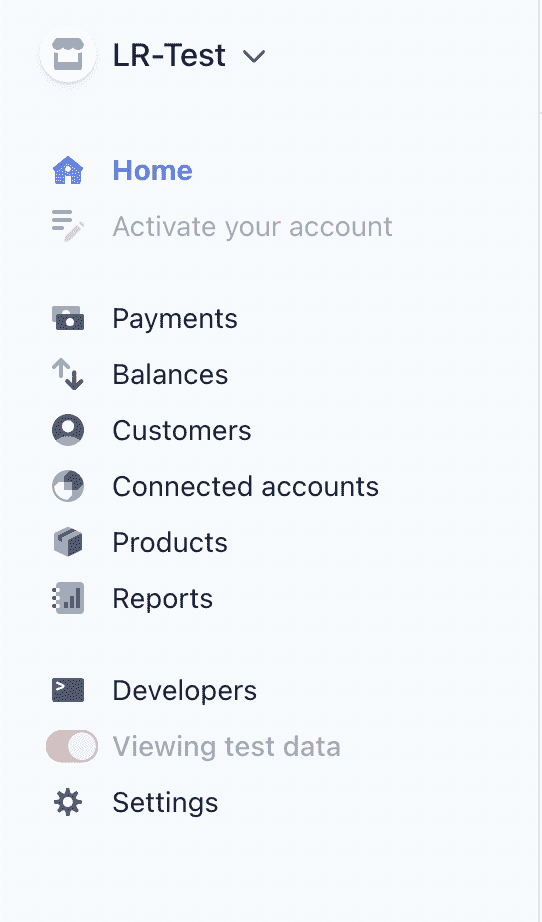 LR-Test
Home
Activate your account
Payments
Balances
Customers
Connected accounts
Products
Reports
Developers
Viewing test data
Settings